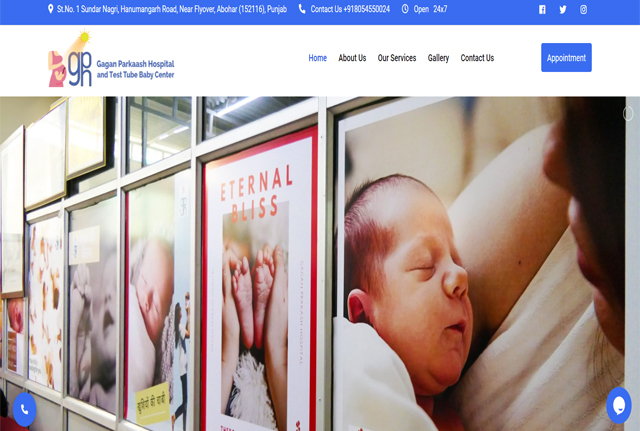 St.No. 1 Sundar Nagri, Hanumangarh Road, Near Flyover, Abohar (152116), Punjab
Contact Us +918054550024
Open 24x7
gph
Gagan Parkaash Hospital
and Test Tube Baby Center
Home
About Us
Our Services
Gallery
Contact Us
Appointment
ETERNAL
BLISS
खुशियों की चाबी